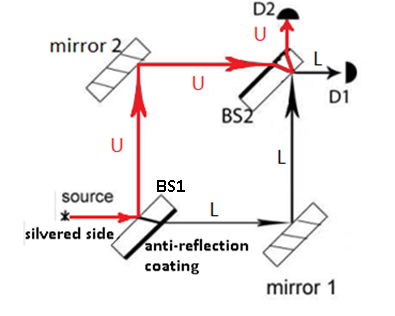 D2
U
mirror 2
L
D1
U
BS2
U
L
BS1
source
L
silvered side
anti-reflection
coating
mirror 1